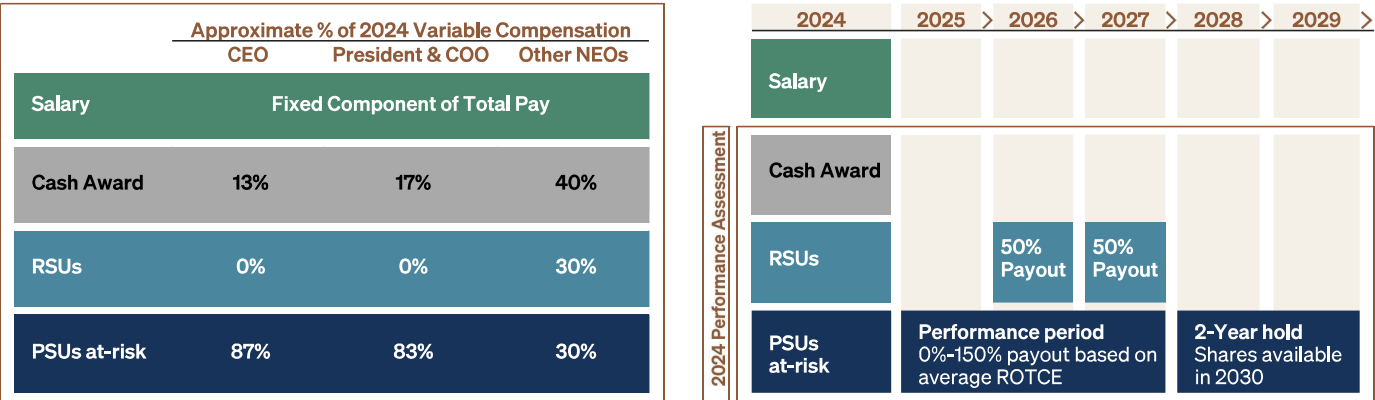 Approximate % of 2024 Variable Compensation
CEO President & COO Other NEOs
Salary Fixed Component of Total Pay
Cash Award 13% 17% 40%
RSUs 0% 0% 30%
PSUs at-risk 87% 83% 30%
2024 2025 2026 2027 2028 2029
Salary
2024 Performance Assessment
Cash Award
RSUs
50%
Payout
50%
Payout
PSUs
at-risk
Performance period
0%-150% payout based on
average ROTCE
2-Year hold
Shares available
in 2030